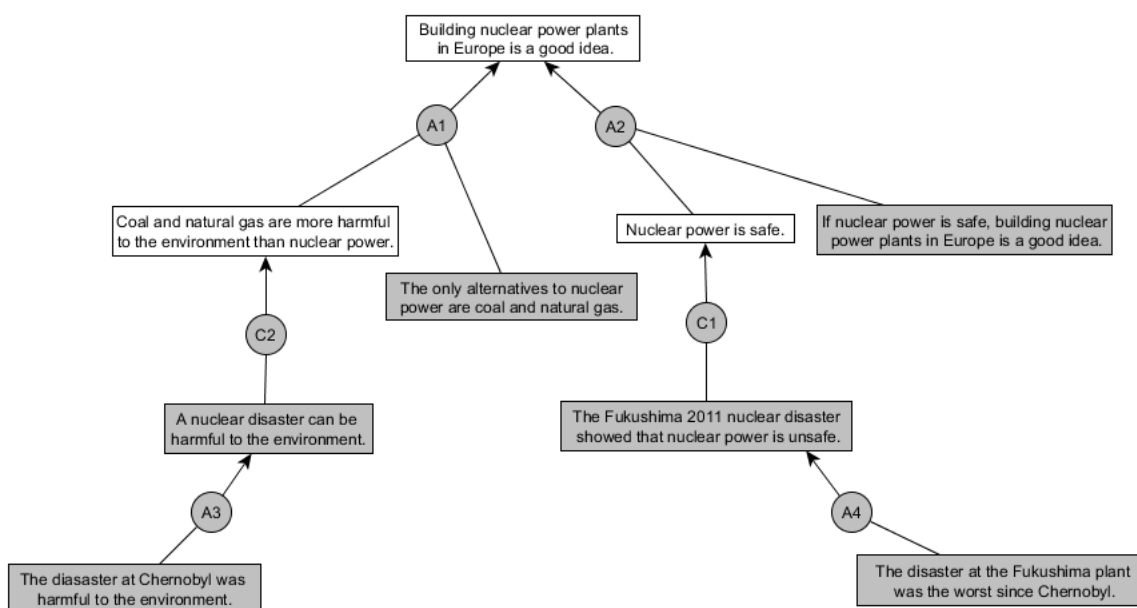 Building nuclear power plants
in Europe is a good idea.
A1
A2
Coal and natural gas are more harmful
to the environment than nuclear power.
Nuclear power is safe.
If nuclear power is safe, building nuclear
power plants in Europe is a good idea.
The only alternatives to nuclear
power are coal and natural gas.
C2
C1
A nuclear disaster can be
harmful to the environment.
The Fukushima 2011 nuclear disaster
showed that nuclear power is unsafe.
A3
A4
The diasaster at Chernobyl was
harmful to the environment.
The disaster at the Fukushima plant
was the worst since Chernobyl.